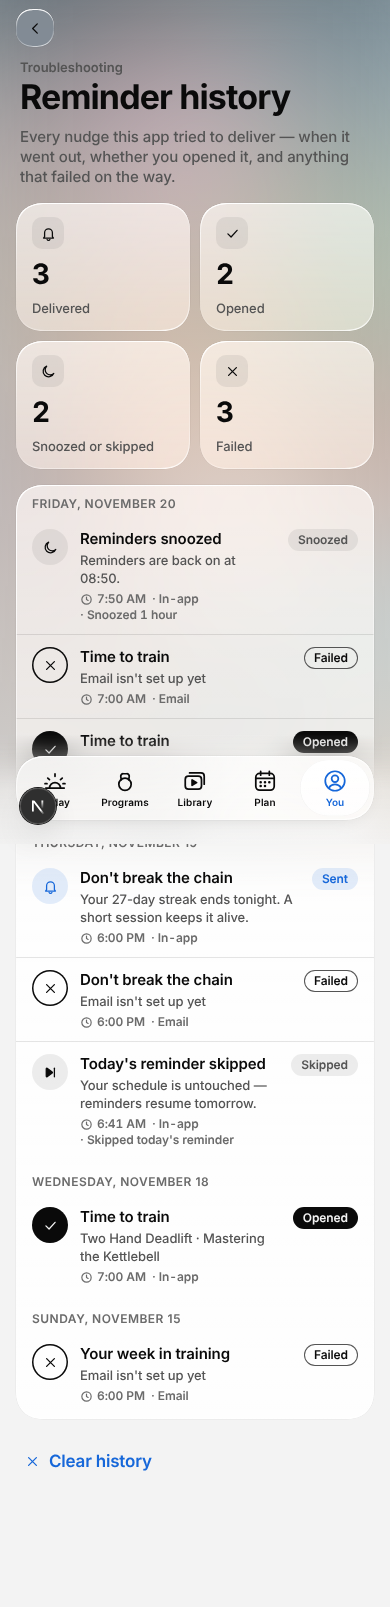 Troubleshooting
Reminder history
Every nudge this app tried to deliver — when it
went out, whether you opened it, and anything
that failed on the way.
3
Delivered
2
Opened
2
Snoozed or skipped
3
Failed
FRIDAY, NOVEMBER 20
Reminders snoozed
Snoozed
Reminders are back on at
08:50.
7:50 AM · In-app
· Snoozed 1 hour
Time to train
Failed
Email isn't set up yet
7:00 AM · Email
Time to train
Opened
N
Programs
Library
Plan
You
THURSDAY, NOVEMBER 19
Don't break the chain
Sent
Your 27-day streak ends tonight. A
short session keeps it alive.
6:00 PM · In-app
Don't break the chain
Failed
Email isn't set up yet
6:00 PM · Email
Today's reminder skipped
Skipped
Your schedule is untouched —
reminders resume tomorrow.
6:41 AM · In-app
· Skipped today's reminder
WEDNESDAY, NOVEMBER 18
Time to train
Opened
Two Hand Deadlift · Mastering
the Kettlebell
7:00 AM · In-app
SUNDAY, NOVEMBER 15
Your week in training
Failed
Email isn't set up yet
6:00 PM · Email
Clear history